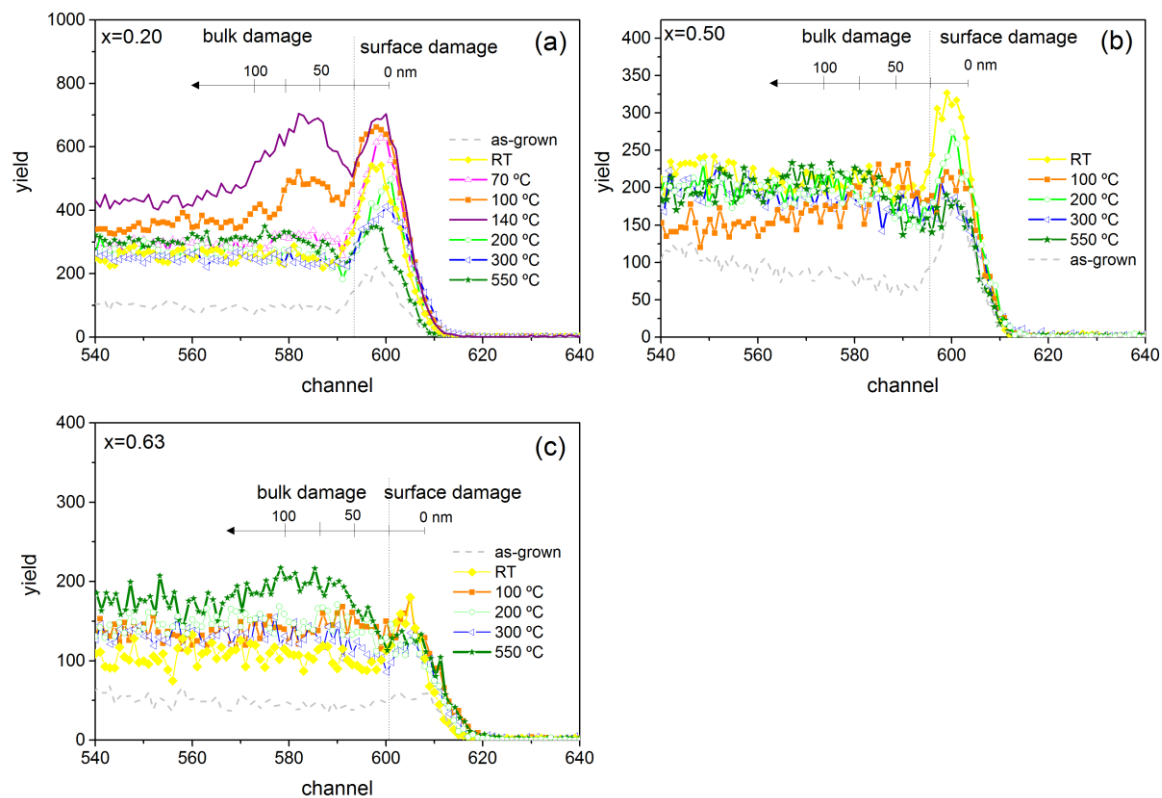 x=0.20
(a)
bulk damage
surface damage
100 50 0 nm
as-grown
RT
70 ºC
100 ºC
140 ºC
200 ºC
300 ºC
550 ºC
yield
1000
800
600
400
200
0
540 560 580 600 620 640
channel
x=0.50
(b)
bulk damage
surface damage
100 50 0 nm
RT
100 ºC
200 ºC
300 ºC
550 ºC
as-grown
yield
400
350
300
250
200
150
100
50
0
540 560 580 600 620 640
channel
x=0.63
(c)
bulk damage
surface damage
100 50 0 nm
as-grown
RT
100 ºC
200 ºC
300 ºC
550 ºC
yield
400
300
200
100
0
540 560 580 600 620 640
channel